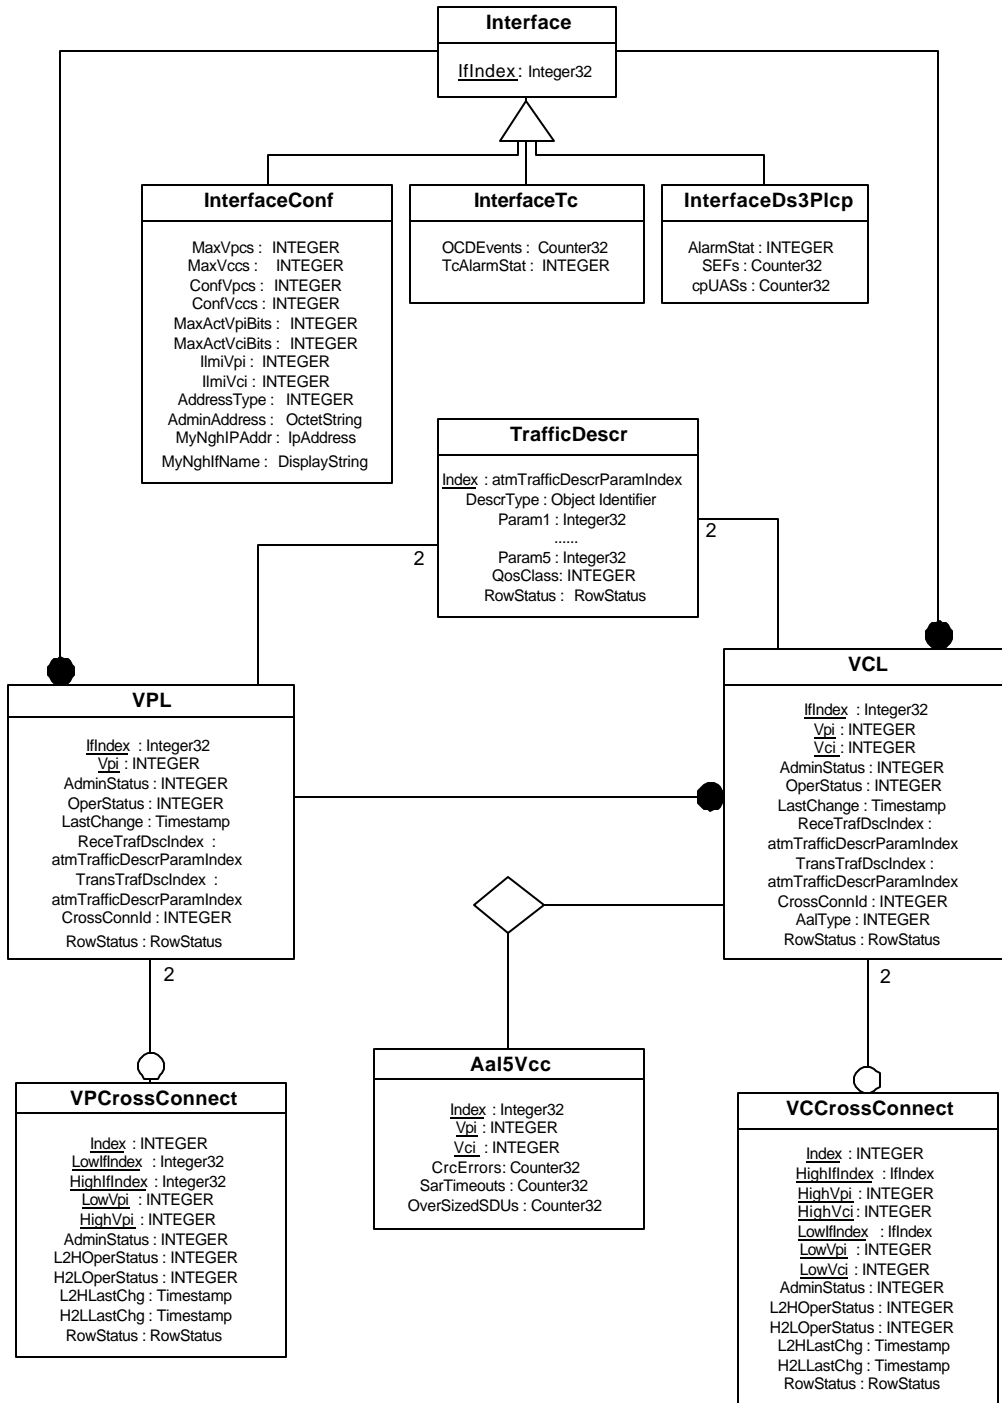 Interface
IfIndex : Integer32
InterfaceConf
MaxVpcs : INTEGER
MaxVccs : INTEGER
ConfVpcs : INTEGER
ConfVccs : INTEGER
MaxActVpiBits : INTEGER
MaxActVciBits : INTEGER
IlmiVpi : INTEGER
IlmiVci : INTEGER
AddressType : INTEGER
AdminAddress : OctetString
MyNghIPAddr : IpAddress
MyNghIfName : DisplayString
InterfaceTc
OCDEvents : Counter32
TcAlarmStat : INTEGER
InterfaceDs3Plcp
AlarmStat : INTEGER
SEFs : Counter32
cpUASs : Counter32
TrafficDescr
Index : atmTrafficDescrParamIndex
DescrType : Object Identifier
Param1 : Integer32
......
Param5 : Integer32
QosClass: INTEGER
RowStatus : RowStatus
2
2
VPL
IfIndex : Integer32
Vpi : INTEGER
AdminStatus : INTEGER
OperStatus : INTEGER
LastChange : Timestamp
ReceTrafDscIndex :
atmTrafficDescrParamIndex
TransTrafDscIndex :
atmTrafficDescrParamIndex
CrossConnId : INTEGER
RowStatus : RowStatus
2
VCL
IfIndex : Integer32
Vpi : INTEGER
Vci : INTEGER
AdminStatus : INTEGER
OperStatus : INTEGER
LastChange : Timestamp
ReceTrafDscIndex :
atmTrafficDescrParamIndex
TransTrafDscIndex :
atmTrafficDescrParamIndex
CrossConnId : INTEGER
AalType : INTEGER
RowStatus : RowStatus
2
VPCrossConnect
Index : INTEGER
LowIfIndex : Integer32
HighIfIndex : Integer32
LowVpi : INTEGER
HighVpi : INTEGER
AdminStatus : INTEGER
L2HOperStatus : INTEGER
H2LOperStatus : INTEGER
L2HLastChg : Timestamp
H2LLastChg : Timestamp
RowStatus : RowStatus
Aal5Vcc
Index : Integer32
Vpi : INTEGER
Vci : INTEGER
CrcErrors: Counter32
SarTimeouts : Counter32
OverSizedSDUs : Counter32
VCCrossConnect
Index : INTEGER
HighIfIndex : IfIndex
HighVpi : INTEGER
HighVci : INTEGER
LowIfIndex : IfIndex
LowVpi : INTEGER
LowVci : INTEGER
AdminStatus : INTEGER
L2HOperStatus : INTEGER
H2LOperStatus : INTEGER
L2HLastChg : Timestamp
H2LLastChg : Timestamp
RowStatus : RowStatus